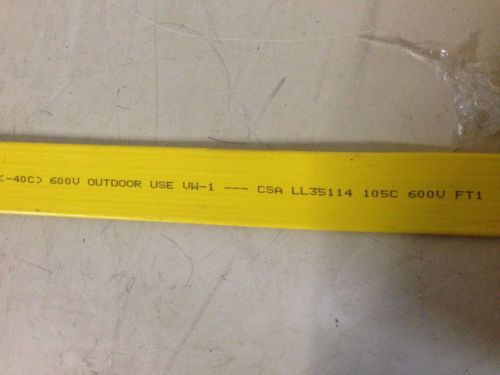 (-40C) 600V OUTDOOR USE VW-1 --- CSA LL35114 105C 600V FT1